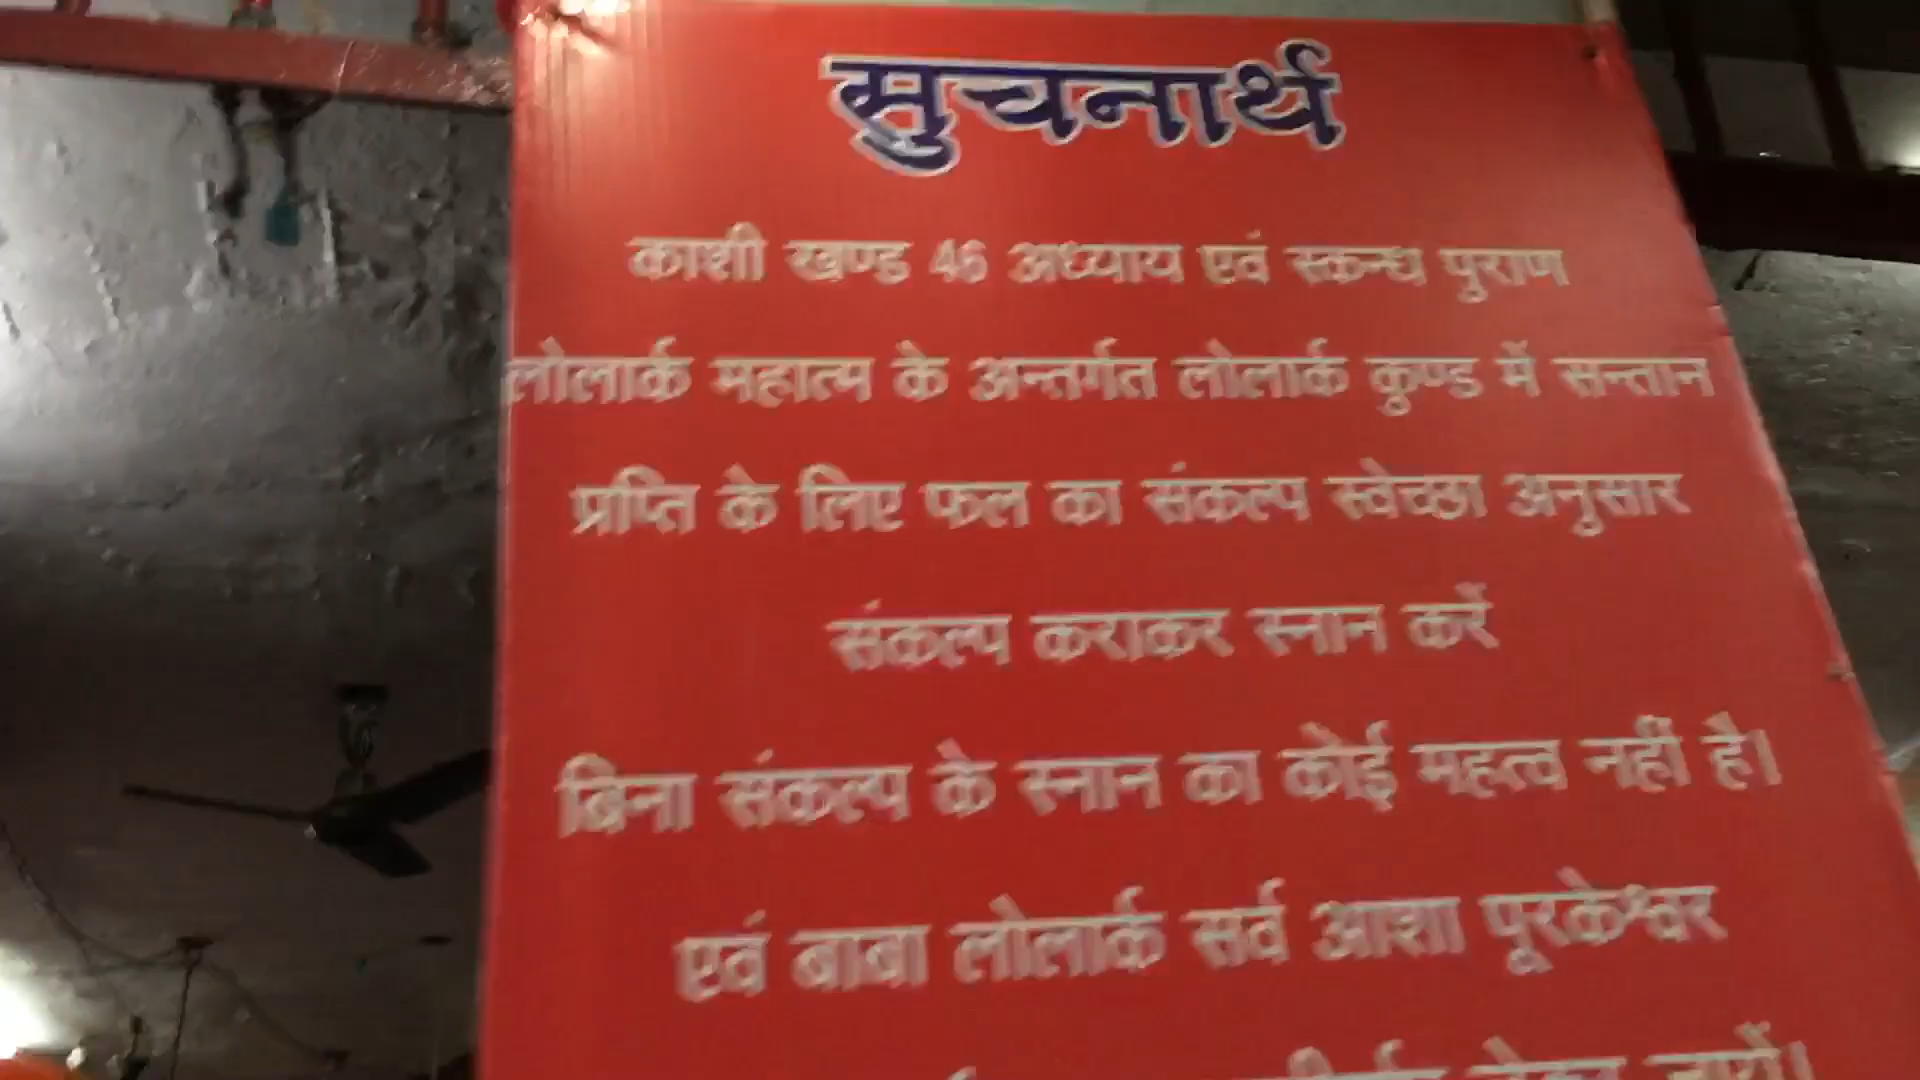 सुचनार्थ
काशी खण्ड 46 अध्याय एवं स्कन्ध पुराण
लोलार्क महात्म के अन्तर्गत लोलार्क कुण्ड में सन्तान
प्रप्ति के लिए फल का संकल्प स्वेच्छा अनुसार
संकल्प कराकर स्नान करें
बिना संकल्प के स्नान का कोई महत्व नहीं है।
एवं बाबा लोलार्क सर्व आशा पूरकेश्वर